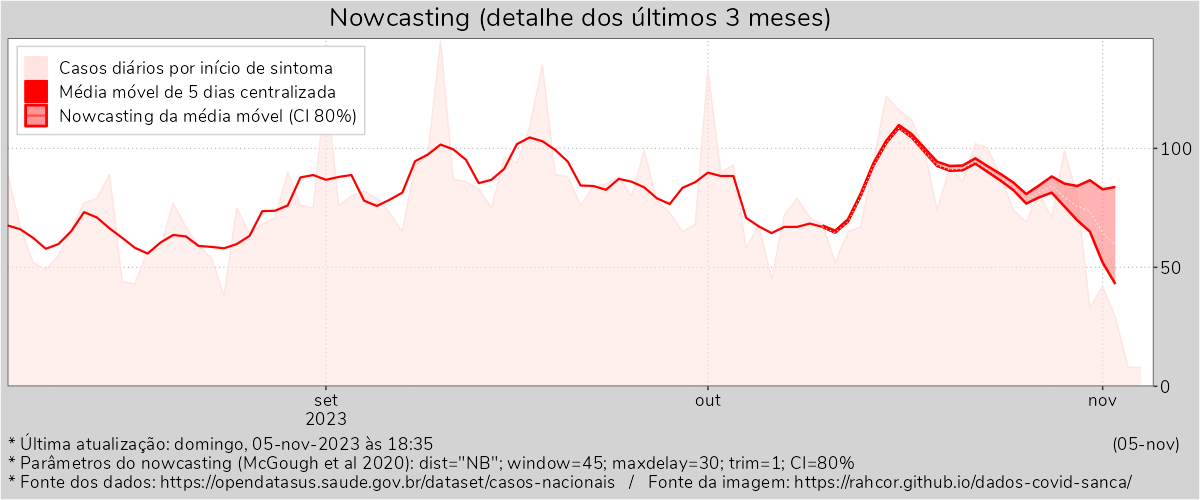 Nowcasting (detalhe dos últimos 3 meses)
Casos diários por início de sintoma
Média móvel de 5 dias centralizada
Nowcasting da média móvel (CI 80%)
100
50
0
set
2023
out
nov
* Última atualização: domingo, 05-nov-2023 às 18:35
(05-nov)
* Parâmetros do nowcasting (McGough et al 2020): dist="NB"; window=45; maxdelay=30; trim=1; CI=80%
* Fonte dos dados: https://opendatasus.saude.gov.br/dataset/casos-nacionais / Fonte da imagem: https://rahcor.github.io/dados-covid-sanca/